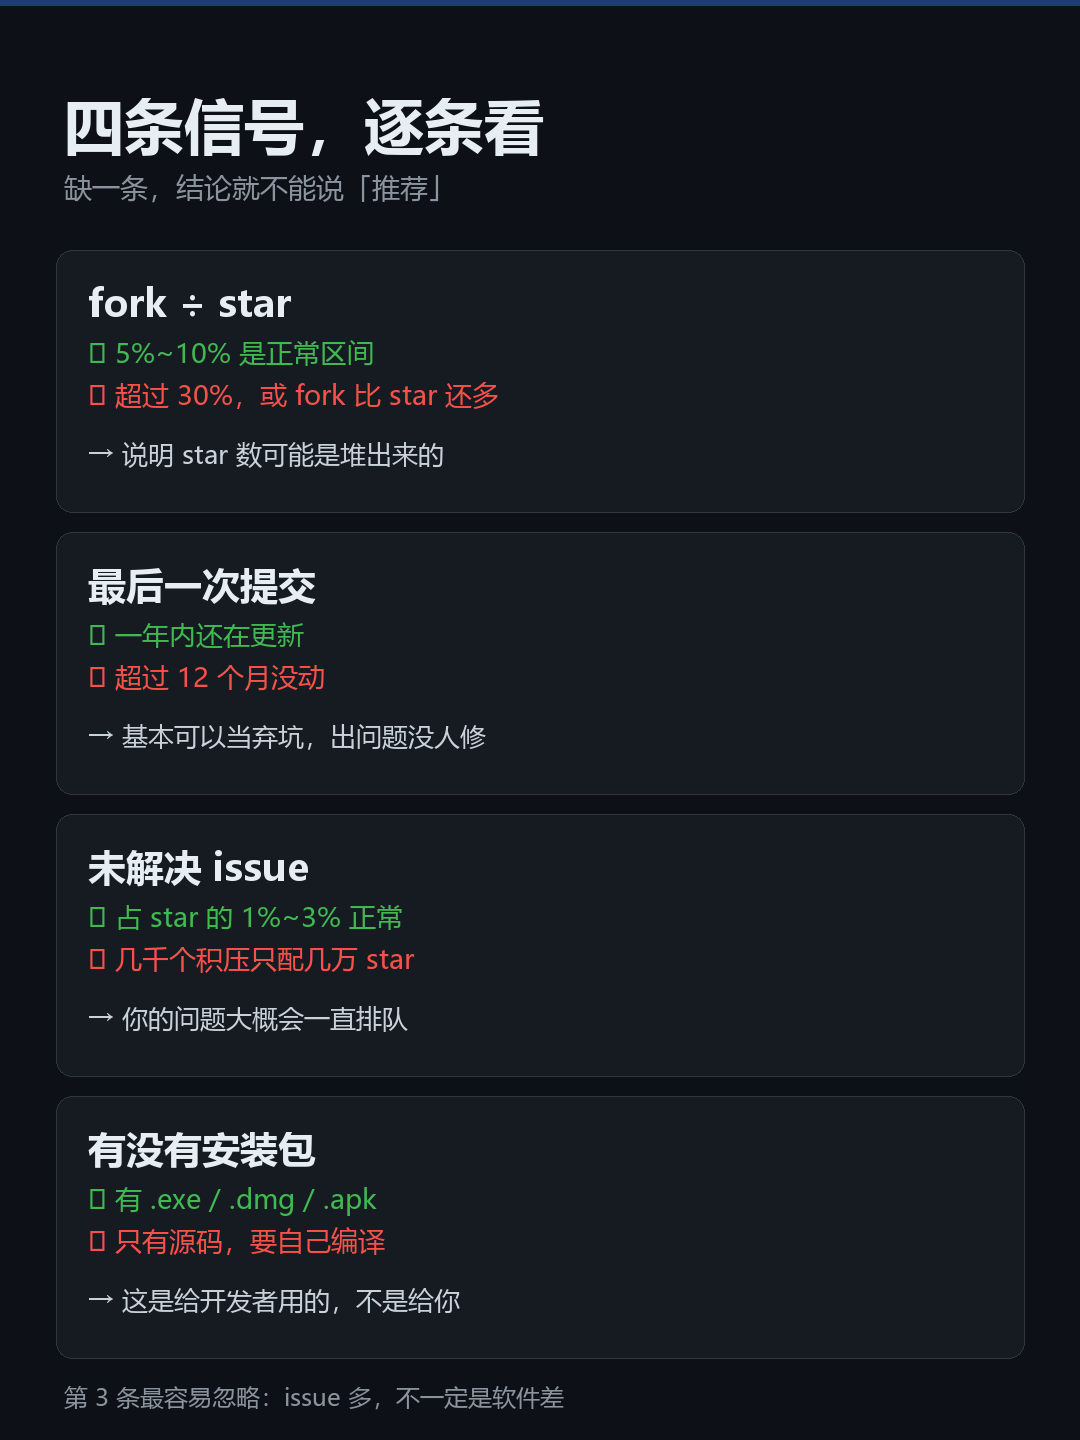 四条信号，逐条看
缺一条，结论就不能说「推荐」
fork ÷ star
5%~10% 是正常区间
超过 30%，或 fork 比 star 还多
→ 说明 star 数可能是堆出来的
最后一次提交
一年内还在更新
超过 12 个月没动
→ 基本可以当弃坑，出问题没人修
未解决 issue
占 star 的 1%~3% 正常
几千个积压只配几万 star
→ 你的问题大概会一直排队
有没有安装包
有 .exe / .dmg / .apk
只有源码，要自己编译
→ 这是给开发者用的，不是给你
第 3 条最容易忽略：issue 多，不一定是软件差